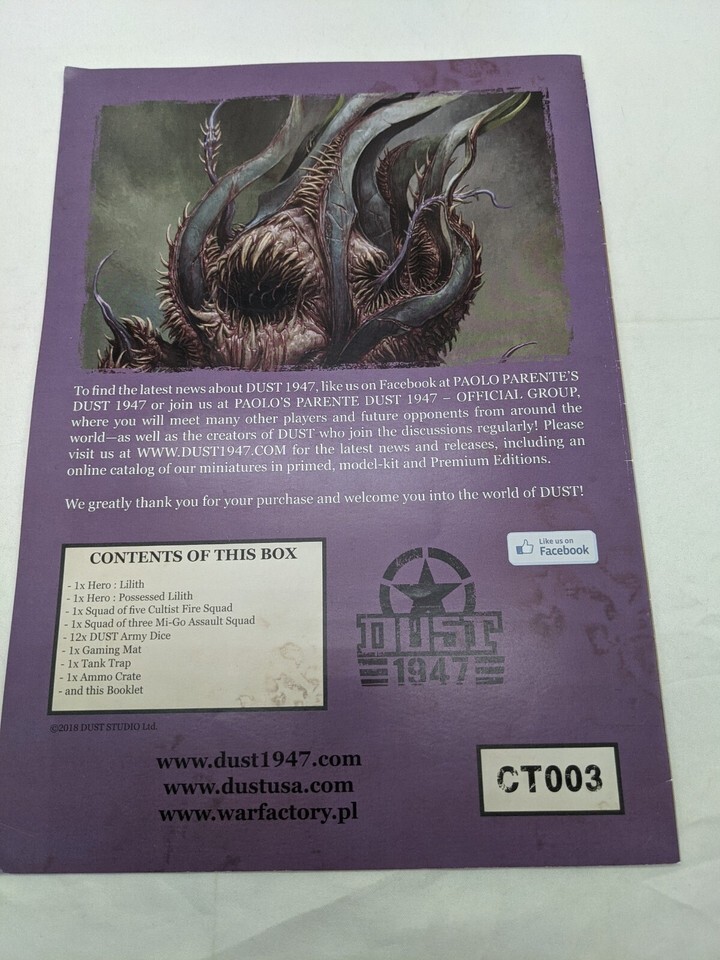 To find the latest news about DUST 1947, like us on Facebook at PAOLO PARENTE'S
DUST 1947 or join us at PAOLO'S PARENTE DUST 1947 – OFFICIAL GROUP,
where you will meet many other players and future opponents from around the
world—as well as the creators of DUST who join the discussions regularly! Please
visit us at WWW.DUST1947.COM for the latest news and releases, including an
online catalog of our miniatures in primed, model-kit and Premium Editions.
We greatly thank you for your purchase and welcome you into the world of DUST!
Like us on
Facebook
CONTENTS OF THIS BOX
- 1x Hero : Lilith
- 1x Hero : Possessed Lilith
- 1x Squad of five Cultist Fire Squad
- 1x Squad of three Mi-Go Assault Squad
- 12x DUST Army Dice
- 1x Gaming Mat
- 1x Tank Trap
- 1x Ammo Crate
- and this Booklet
DUST
1947
©2018 DUST STUDIO Ltd.
www.dust1947.com
www.dustusa.com
www.warfactory.pl
CT003